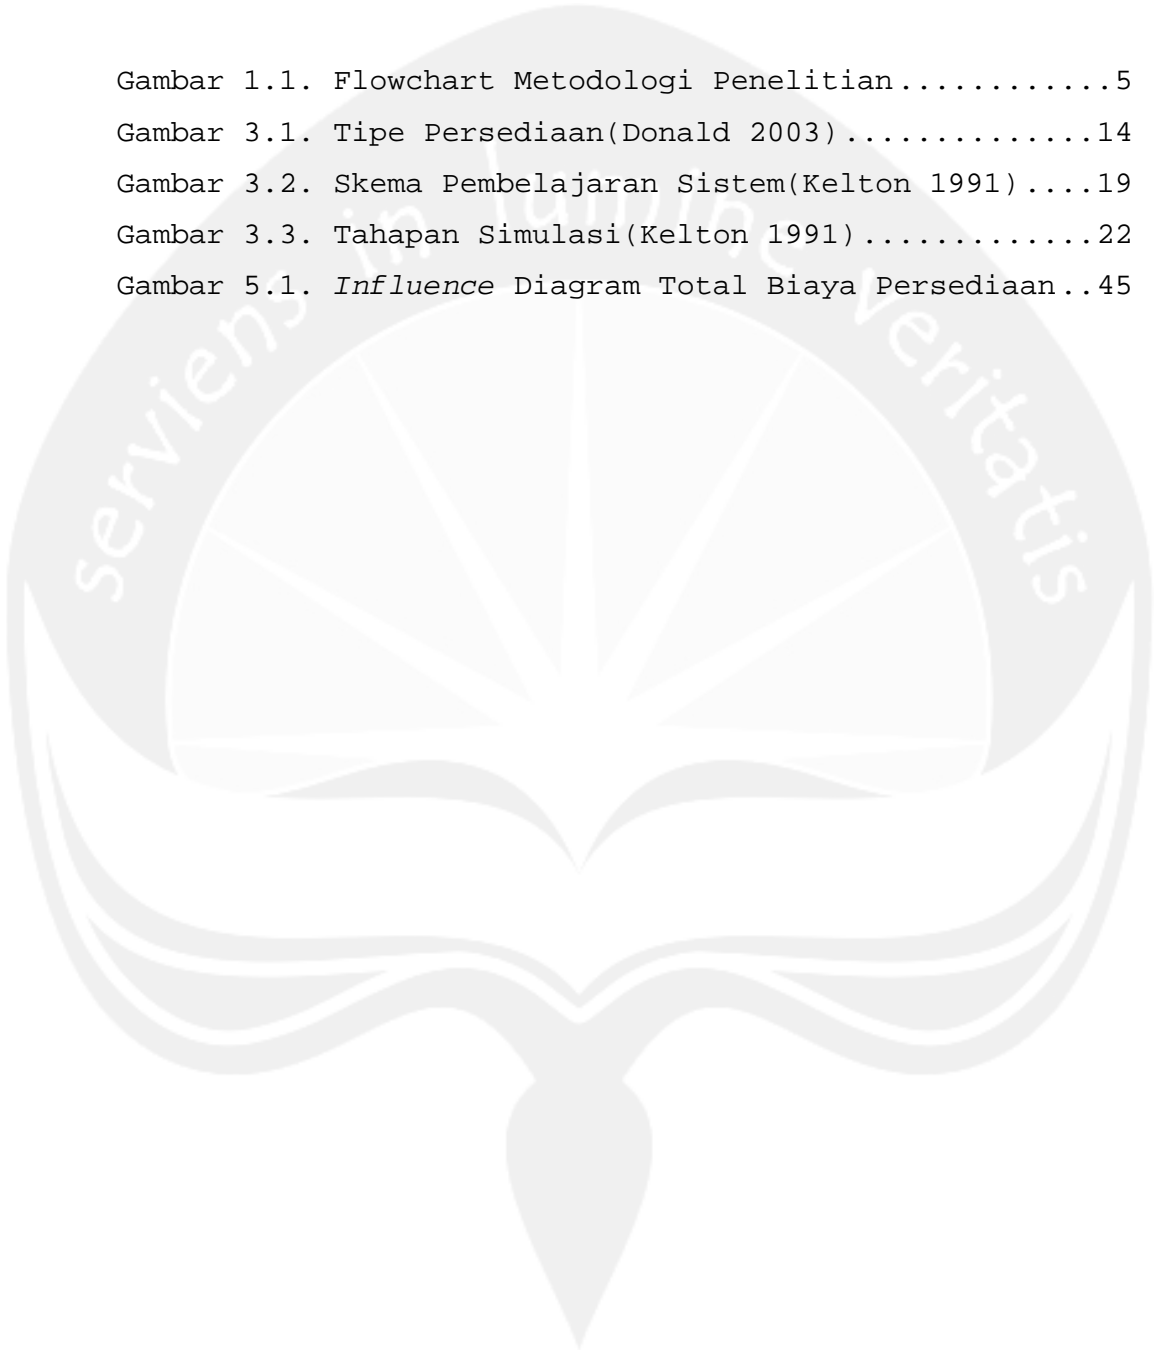 Gambar 1.1. Flowchart Metodologi Penelitian............5
Gambar 3.1. Tipe Persediaan(Donald 2003)..............14
Gambar 3.2. Skema Pembelajaran Sistem(Kelton 1991)....19
Gambar 3.3. Tahapan Simulasi(Kelton 1991).............22
Gambar 5.1. Influence Diagram Total Biaya Persediaan..45
serviens in lumine veritatis